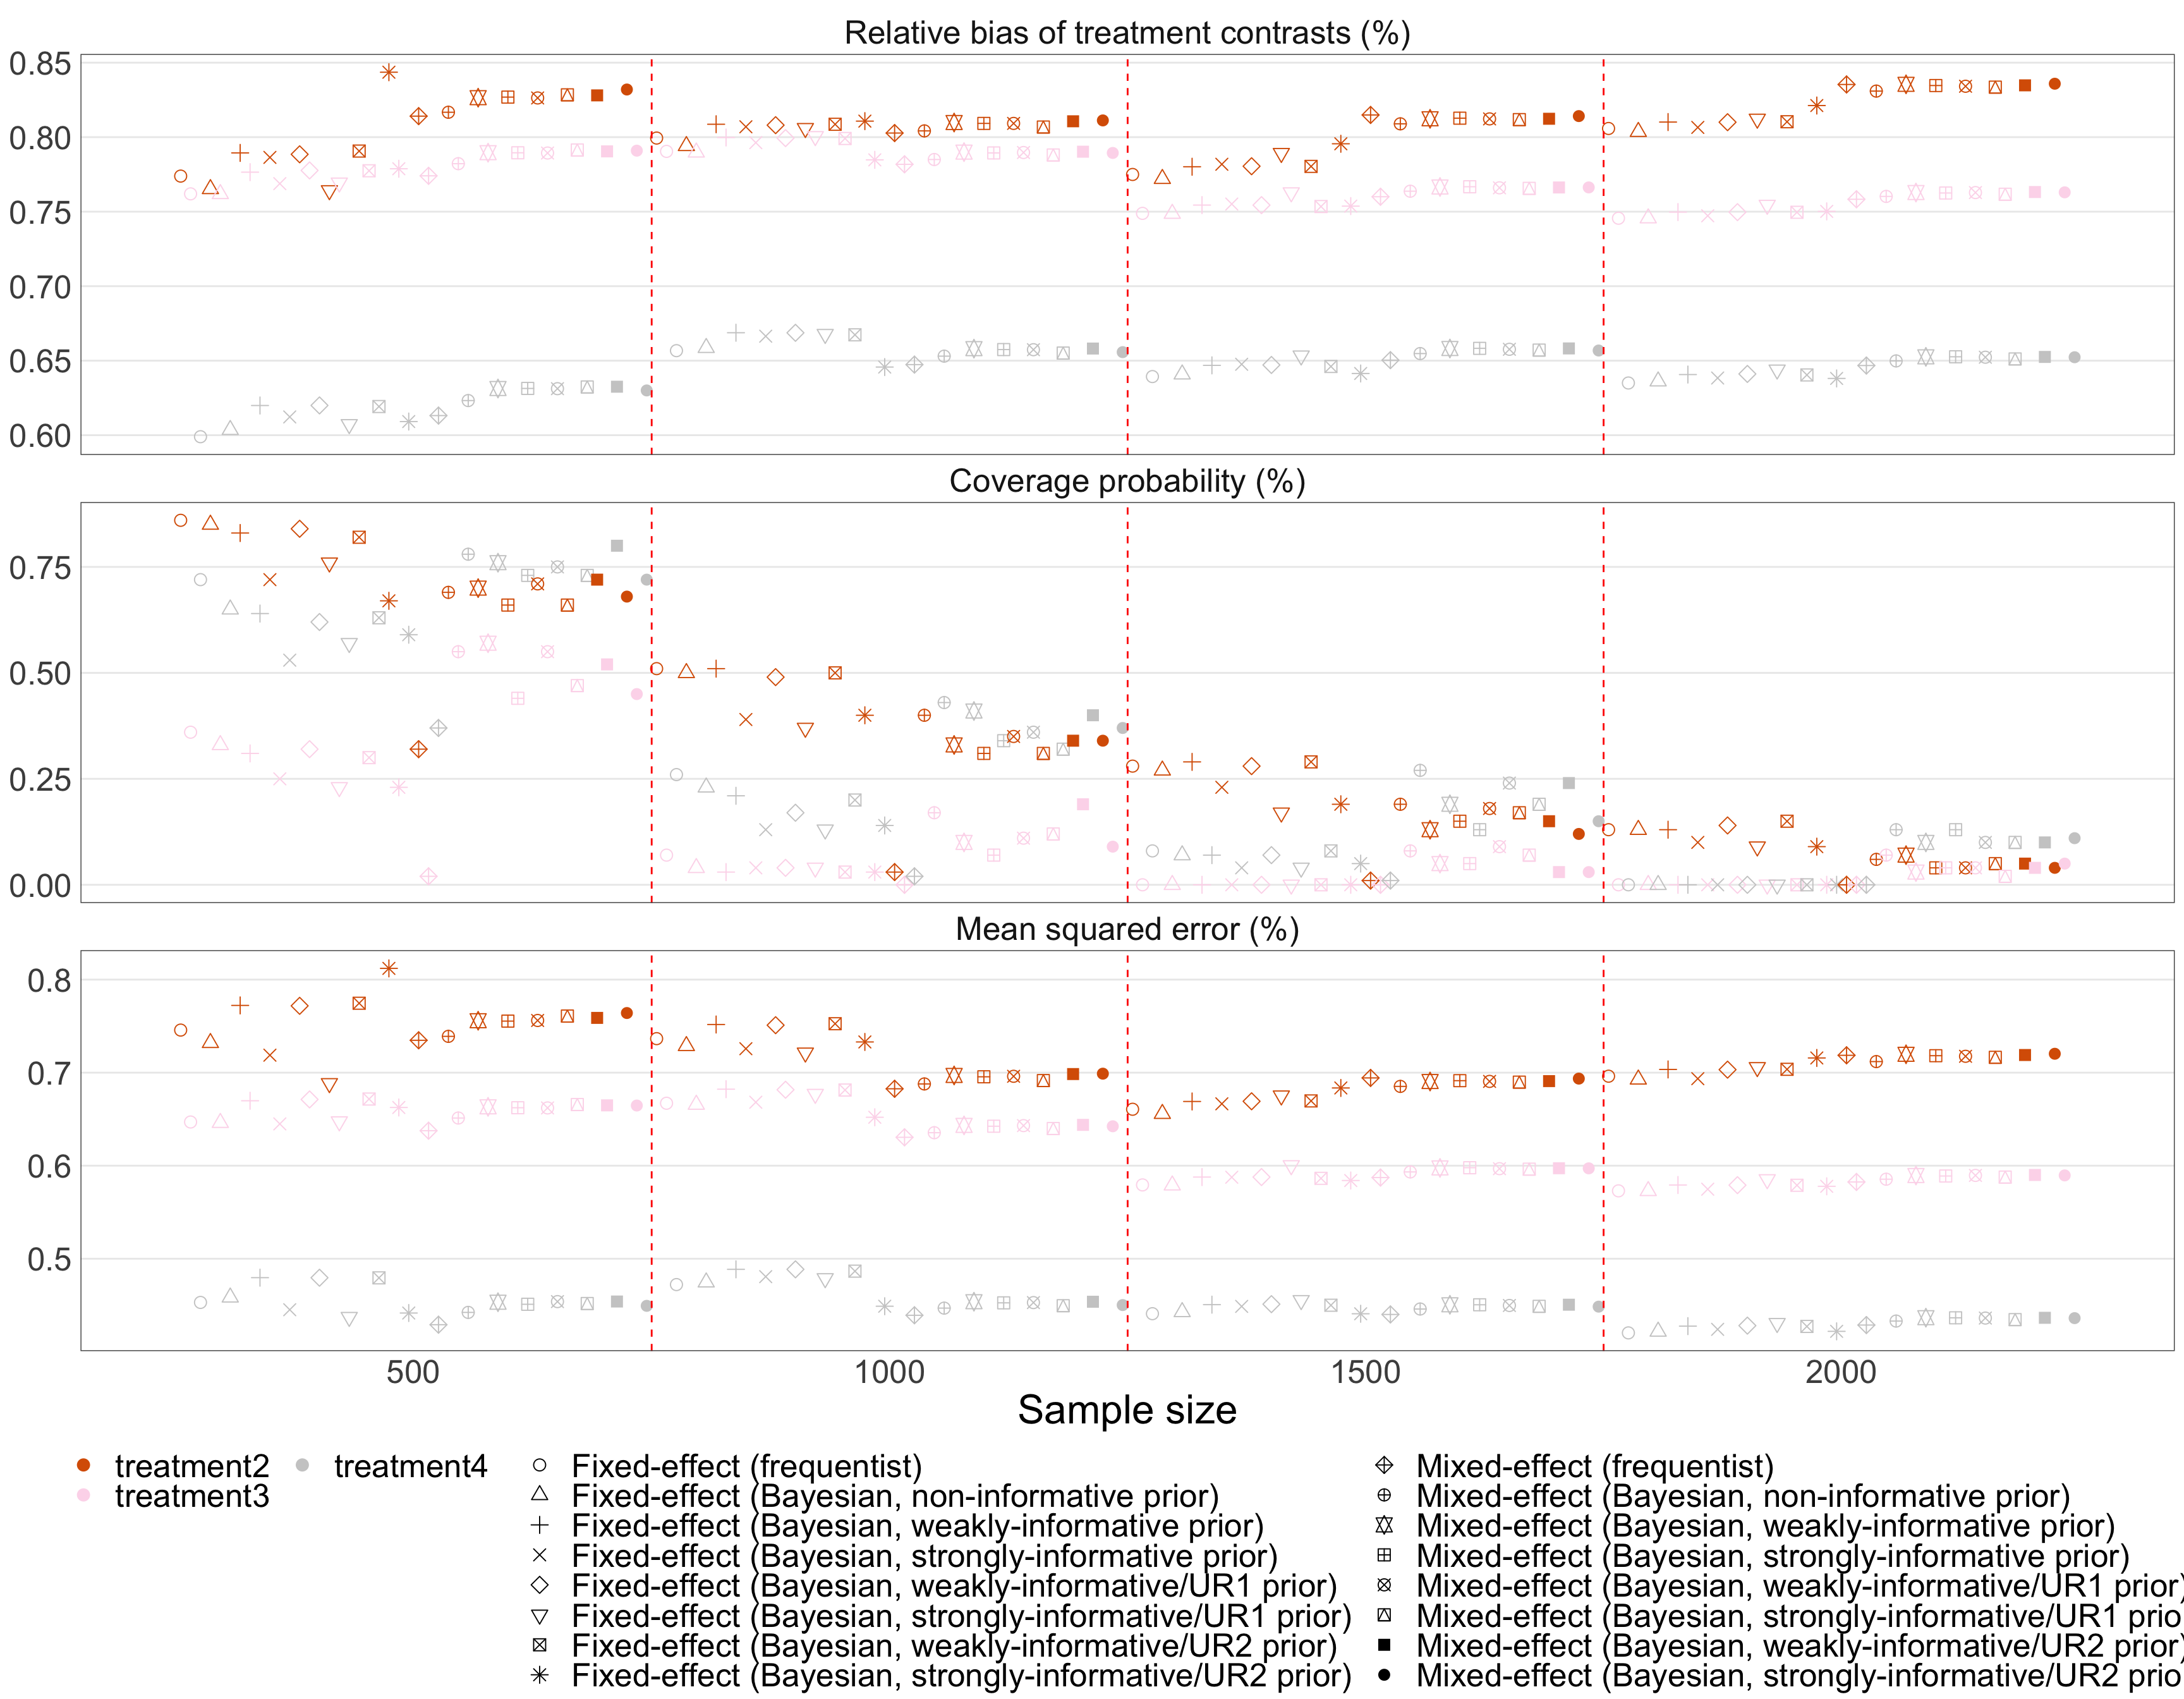 Relative bias of treatment contrasts (%)
0.85
0.80
0.75
0.70
0.65
0.60
Coverage probability (%)
0.75
0.50
0.25
0.00
Mean squared error (%)
0.8
0.7
0.6
0.5
500 1000 1500 2000
Sample size
treatment2
treatment3
treatment4
Fixed-effect (frequentist)
Fixed-effect (Bayesian, non-informative prior)
Fixed-effect (Bayesian, weakly-informative prior)
Fixed-effect (Bayesian, strongly-informative prior)
Fixed-effect (Bayesian, weakly-informative/UR1 prior)
Fixed-effect (Bayesian, strongly-informative/UR1 prior)
Fixed-effect (Bayesian, weakly-informative/UR2 prior)
Fixed-effect (Bayesian, strongly-informative/UR2 prior)
Mixed-effect (frequentist)
Mixed-effect (Bayesian, non-informative prior)
Mixed-effect (Bayesian, weakly-informative prior)
Mixed-effect (Bayesian, strongly-informative prior)
Mixed-effect (Bayesian, weakly-informative/UR1 prior)
Mixed-effect (Bayesian, strongly-informative/UR1 prio
Mixed-effect (Bayesian, weakly-informative/UR2 prior)
Mixed-effect (Bayesian, strongly-informative/UR2 prio